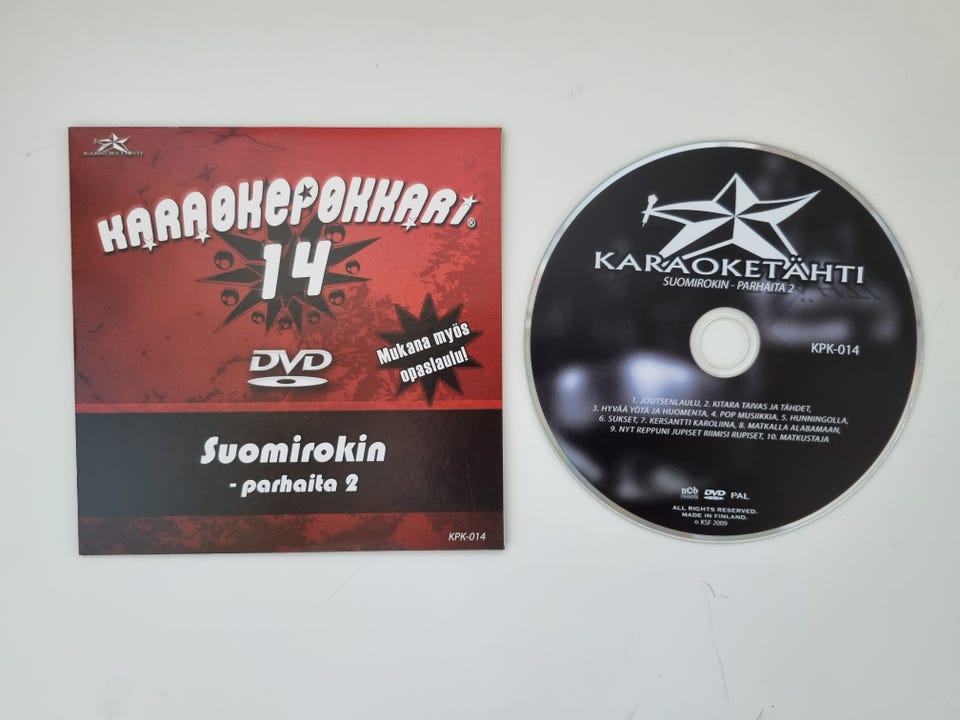 KARAOKETÄHTI
KARAOKEPOKKARI®
14
DVD
Mukana myös
opaslaulu!
Suomirokin
- parhaita 2
KPK-014
KARAOKETÄHTI
SUOMIROKIN - PARHAITA 2
KPK-014
1. JOUTSENLAULU, 2. KITARA TAIVAS JA TÄHDET,
3. HYVÄÄ YÖTÄ JA HUOMENTA, 4. POP MUSIIKKIA, 5. HUNNINGOLLA,
6. SUKSET, 7. KERSANTTI KAROLIINA, 8. MATKALLA ALABAMAAN,
9. NYT REPPUNI JUPISET RIIMISI RUPISET, 10. MATKUSTAJA
ncb
DVD PAL
ALL RIGHTS RESERVED.
MADE IN FINLAND.
© KSF 2009